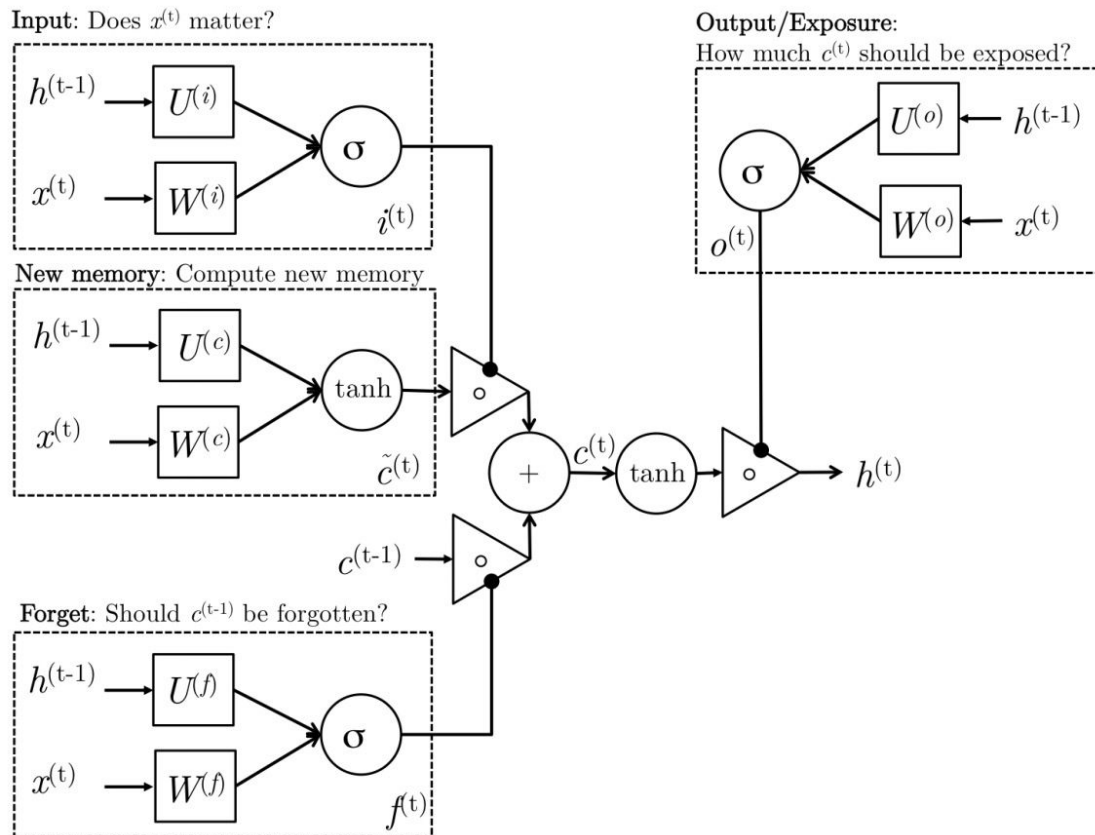 Input: Does x^(t) matter?
h^(t-1)
U^(i)
σ
x^(t)
W^(i)
i^(t)
New memory: Compute new memory
h^(t-1)
U^(c)
tanh
x^(t)
W^(c)
c̃^(t)
Output/Exposure:
How much c^(t) should be exposed?
U^(o)
h^(t-1)
σ
W^(o)
x^(t)
o^(t)
∘
+
c^(t)
tanh
∘
h^(t)
c^(t-1)
∘
Forget: Should c^(t-1) be forgotten?
h^(t-1)
U^(f)
σ
x^(t)
W^(f)
f^(t)